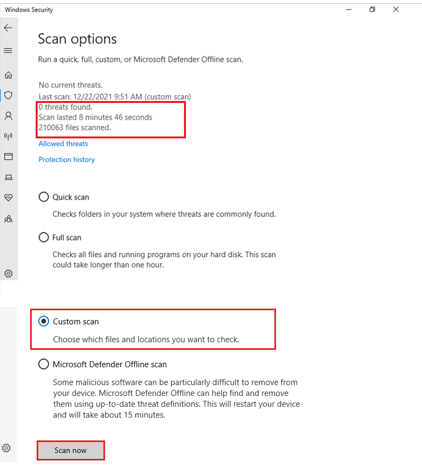 Windows Security
Scan options
Run a quick, full, custom, or Microsoft Defender Offline scan.
No current threats.
Last scan: 12/22/2021 9:51 AM (custom scan)
0 threats found.
Scan lasted 8 minutes 46 seconds
210063 files scanned.
Allowed threats
Protection history
Quick scan
Checks folders in your system where threats are commonly found.
Full scan
Checks all files and running programs on your hard disk. This scan
could take longer than one hour.
Custom scan
Choose which files and locations you want to check.
Microsoft Defender Offline scan
Some malicious software can be particularly difficult to remove from
your device. Microsoft Defender Offline can help find and remove
them using up-to-date threat definitions. This will restart your device
and will take about 15 minutes.
Scan now